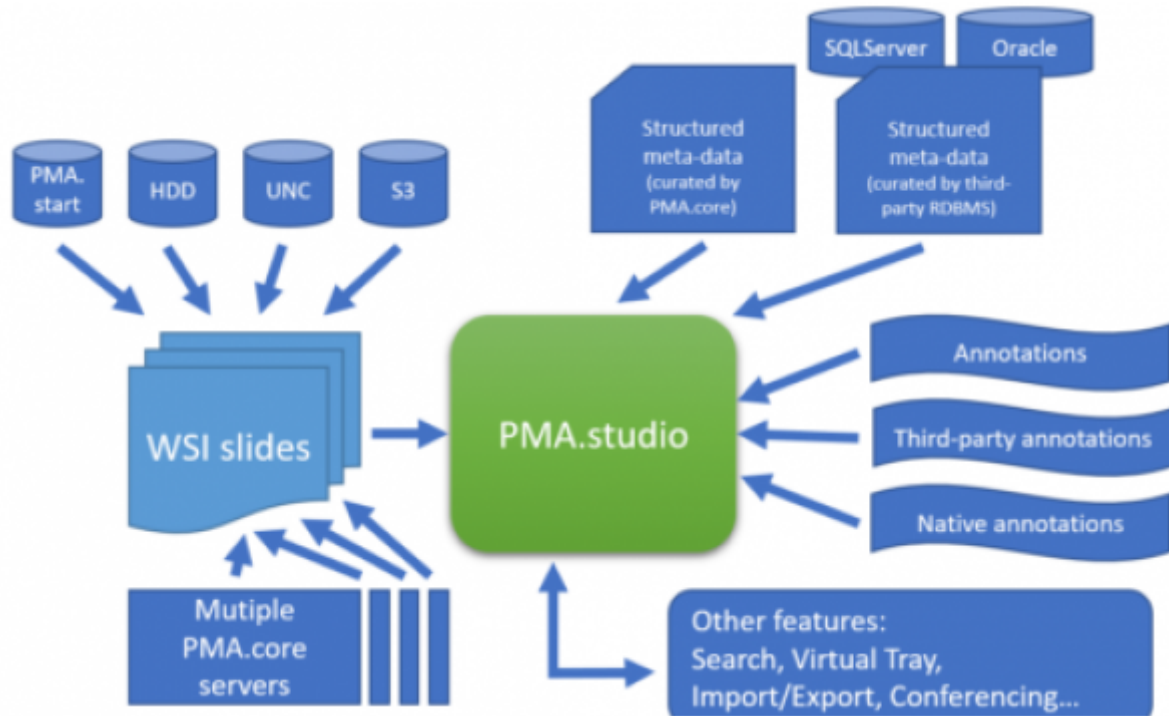 SQLServer
Oracle
PMA.
start
HDD
UNC
S3
Structured
meta-data
(curated by
PMA.core)
Structured
meta-data
(curated by third-
party RDBMS)
WSI slides
PMA.studio
Annotations
Third-party annotations
Native annotations
Mutiple
PMA.core
servers
Other features:
Search, Virtual Tray,
Import/Export, Conferencing...